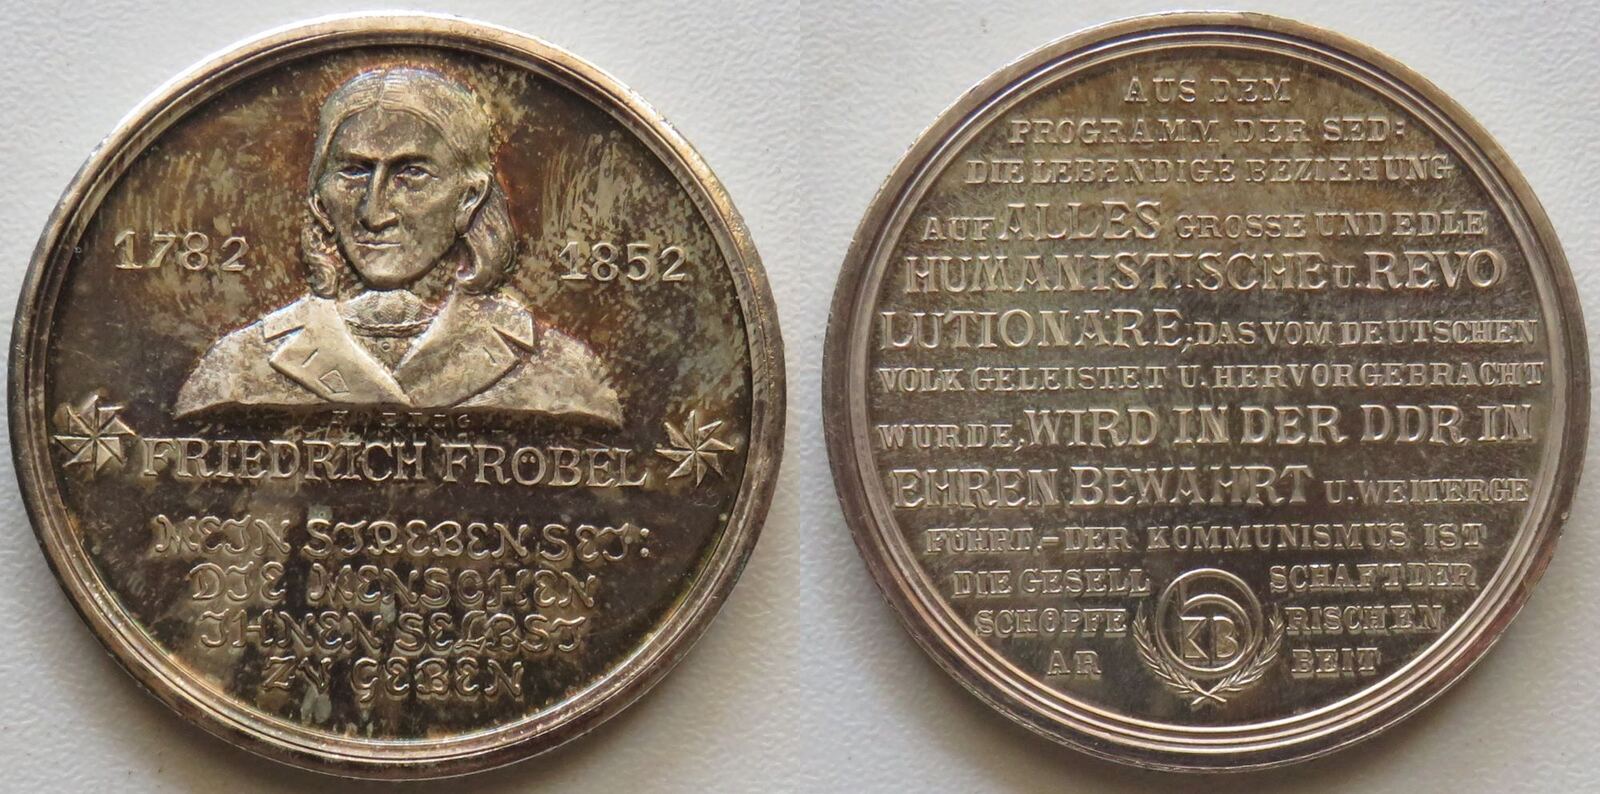 1782 1852
FRIEDRICH FRÖBEL
MEIN STREBEN SEI:
DIE MENSCHEN
IHNEN SELBST
ZU GEBEN
AUS DEM
PROGRAMM DER SED:
DIE LEBENDIGE BEZIEHUNG
AUF ALLES GROSSE UND EDLE
HUMANISTISCHE U. REVO
LUTIONÄRE, DAS VOM DEUTSCHEN
VOLK GELEISTET U. HERVORGEBRACHT
WURDE, WIRD IN DER DDR IN
EHREN BEWAHRT U. WEITERGE
FÜHRT.–DER KOMMUNISMUS IST
DIE GESELL SCHAFT DER
SCHÖPFE RISCHEN
AR BEIT
KB